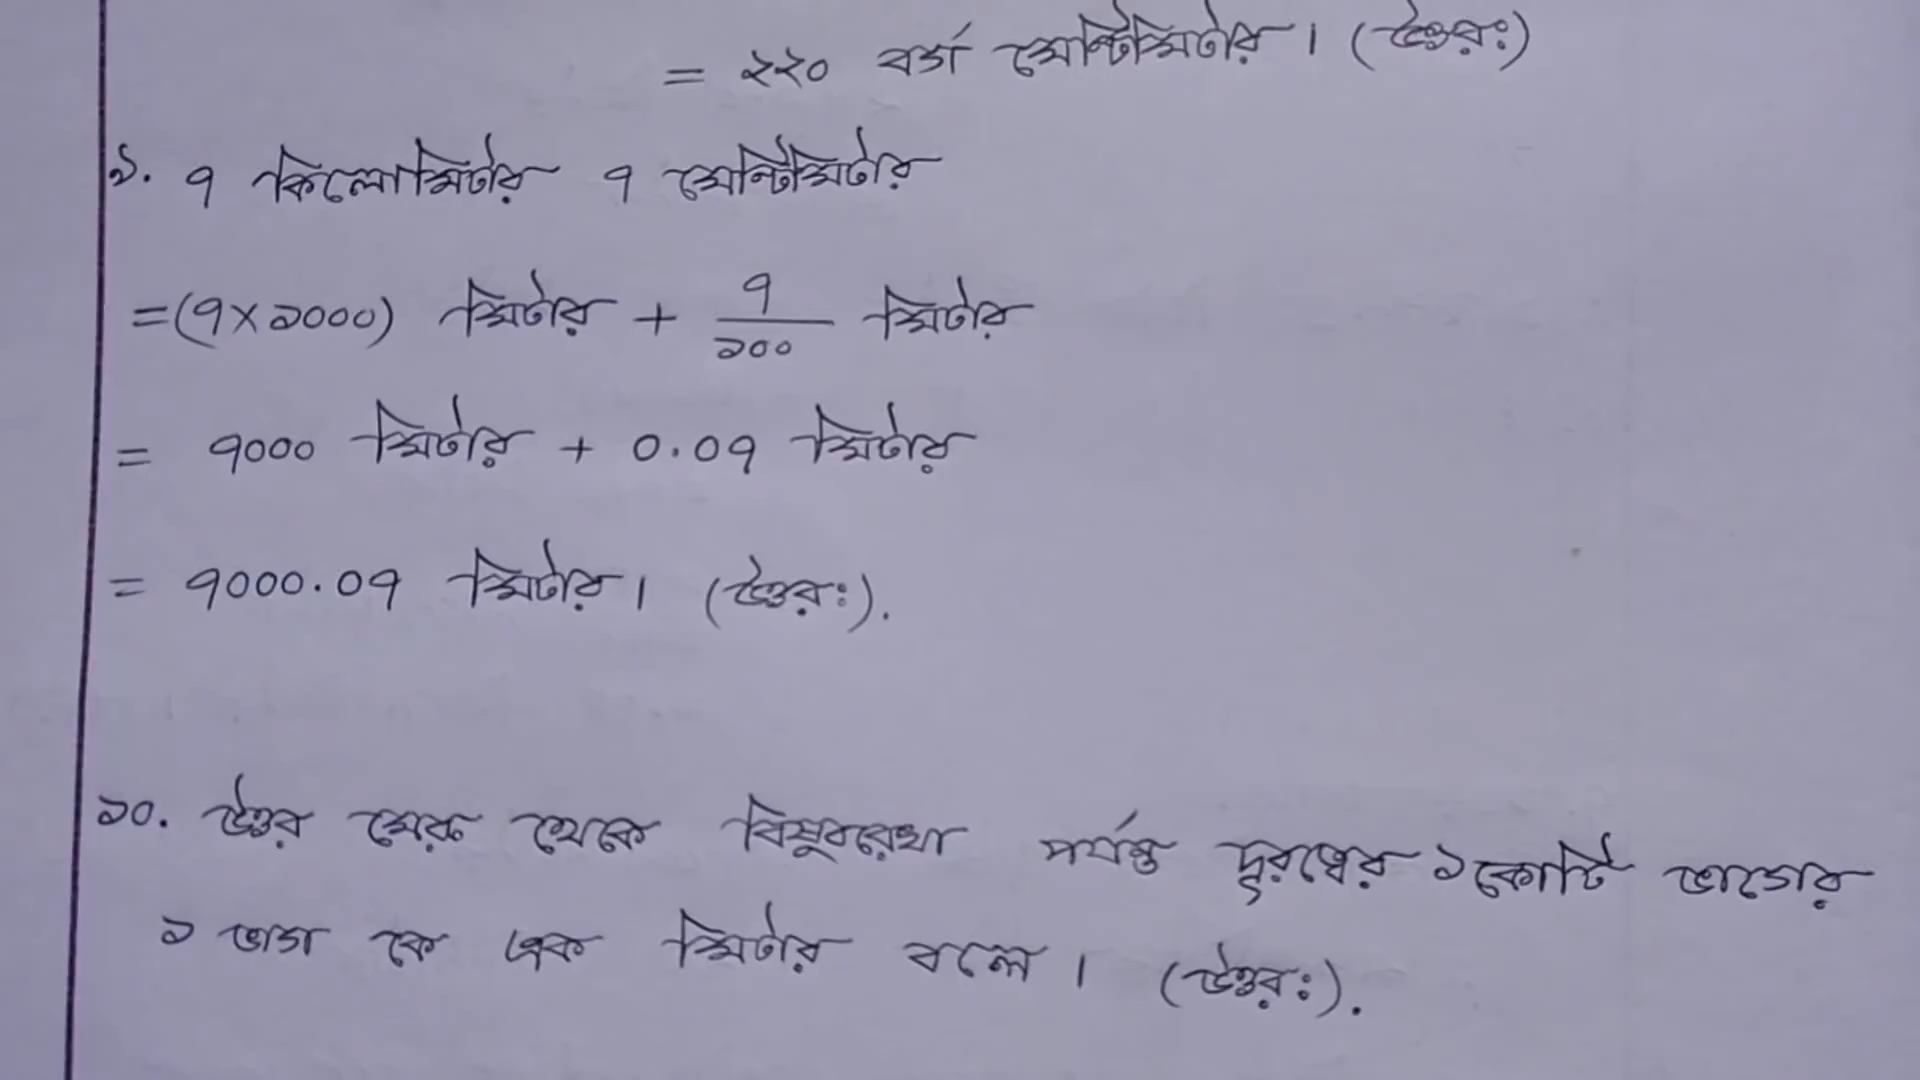 = ২২০ বর্গ সেন্টিমিটার। (উত্তর:)
৯. ৭ কিলোমিটার ৭ সেন্টিমিটার
=(৭×১০০০) মিটার + ৭/১০০ মিটার
= ৭০০০ মিটার + ০.০৭ মিটার
= ৭০০০.০৭ মিটার। (উত্তর:).
১০. উত্তর মেরু থেকে বিষুবরেখা পর্যন্ত দূরত্বের ১কোটি ভাগের
১ ভাগ কে এক মিটার বলে। (উত্তর:).